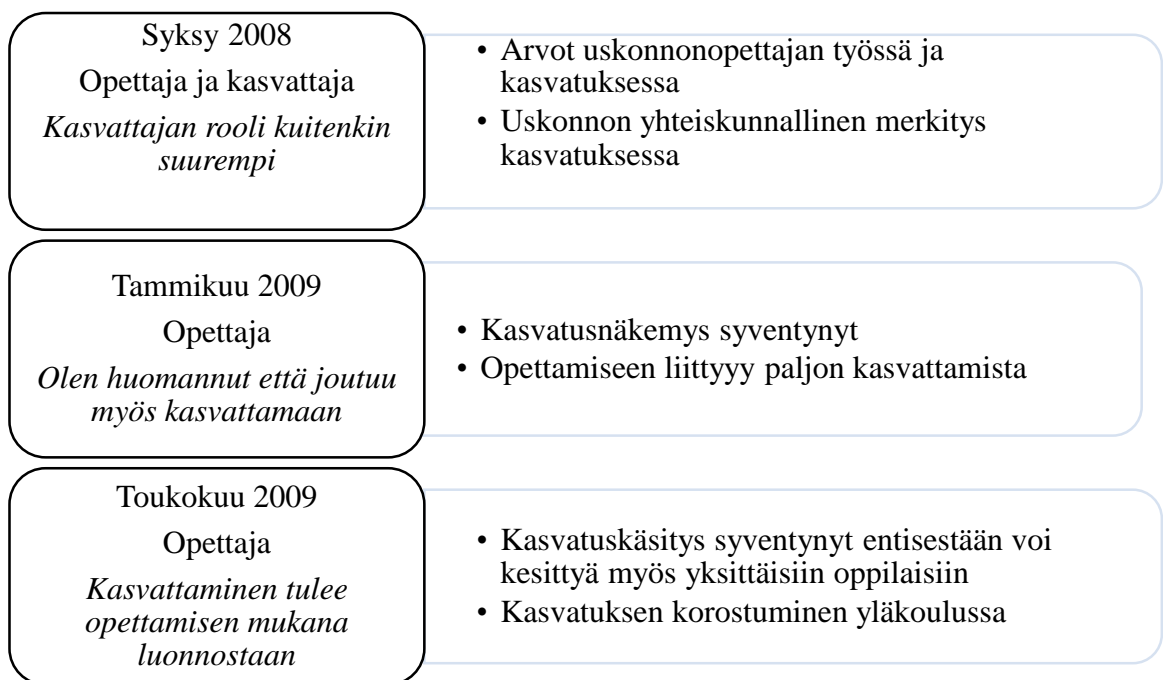 Syksy 2008
Opettaja ja kasvattaja
Kasvattajan rooli kuitenkin
suurempi
• Arvot uskonnonopettajan työssä ja
kasvatuksessa
• Uskonnon yhteiskunnallinen merkitys
kasvatuksessa
Tammikuu 2009
Opettaja
Olen huomannut että joutuu
myös kasvattamaan
• Kasvatusnäkemys syventynyt
• Opettamiseen liittyyy paljon kasvattamista
Toukokuu 2009
Opettaja
Kasvattaminen tulee
opettamisen mukana
luonnostaan
• Kasvatuskäsitys syventynyt entisestään voi
kesittyä myös yksittäisiin oppilaisiin
• Kasvatuksen korostuminen yläkoulussa